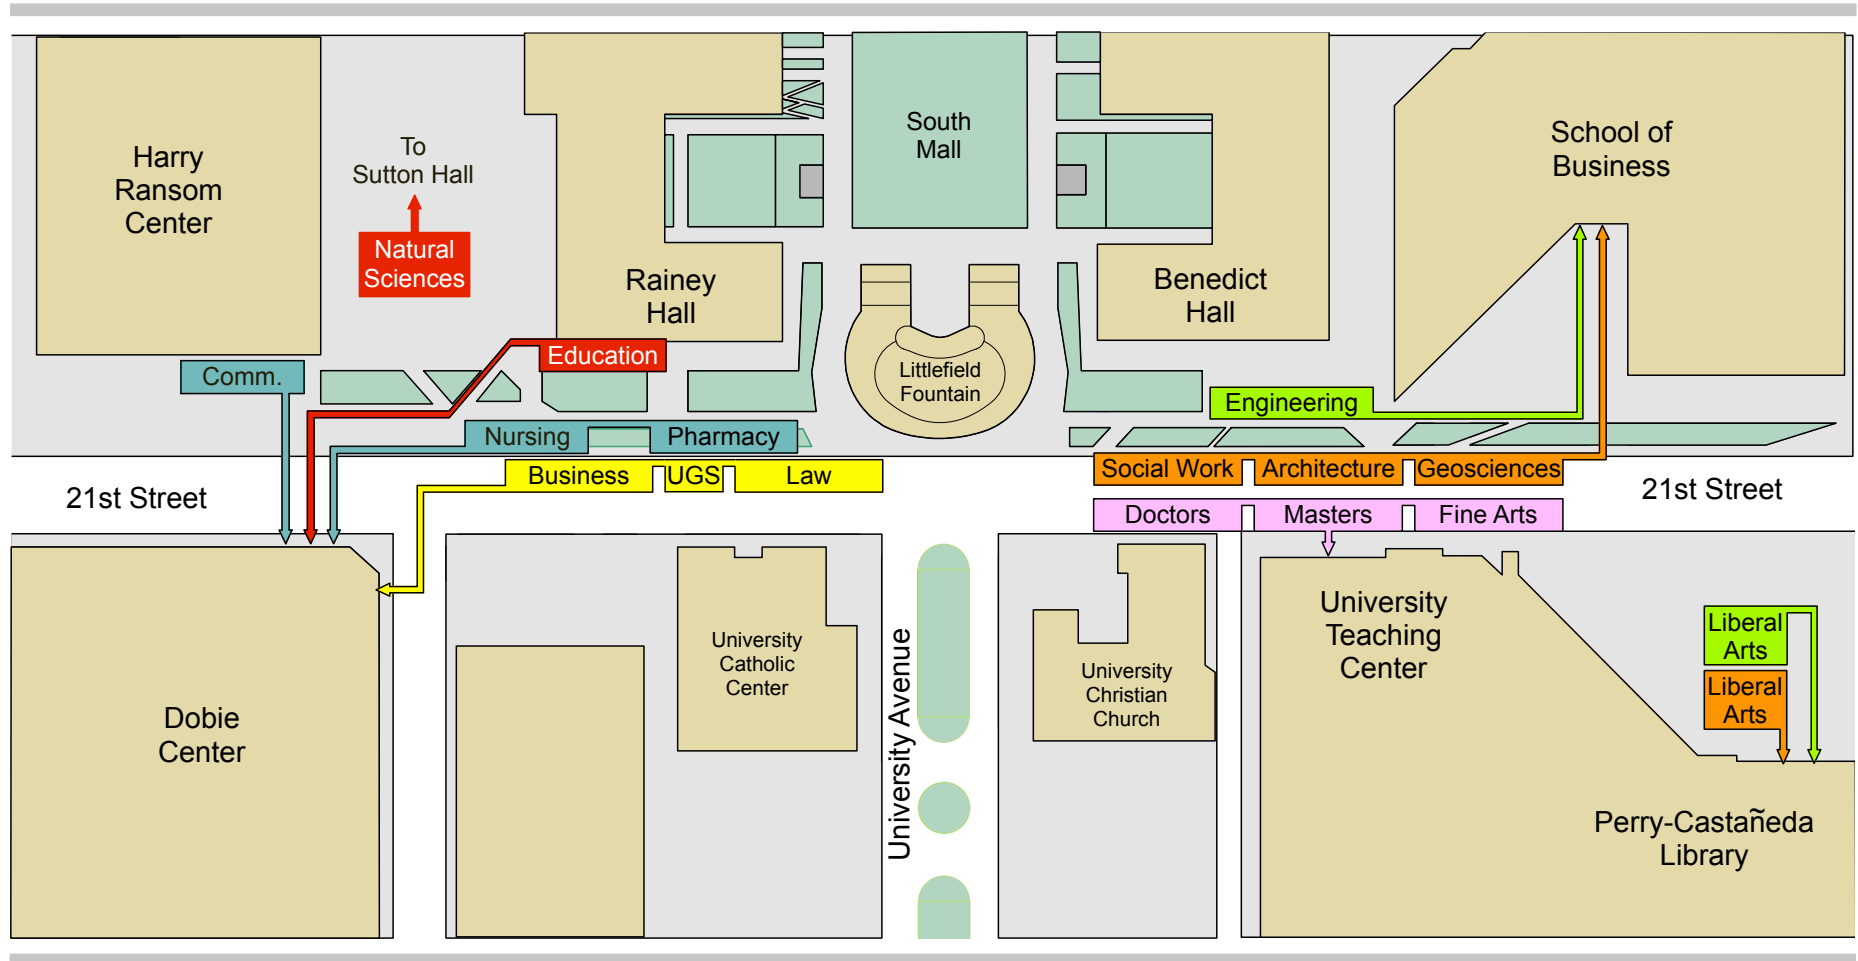 Harry
Ransom
Center
To
Sutton Hall
Natural
Sciences
Rainey
Hall
South
Mall
Benedict
Hall
School of
Business
Littlefield
Fountain
Education
Comm.
Engineering
Nursing
Pharmacy
Business
UGS
Law
Social Work
Architecture
Geosciences
21st Street
21st Street
Doctors
Masters
Fine Arts
University
Catholic
Center
University Avenue
University
Christian
Church
University
Teaching
Center
Liberal
Arts
Liberal
Arts
Dobie
Center
Perry-Castañeda
Library